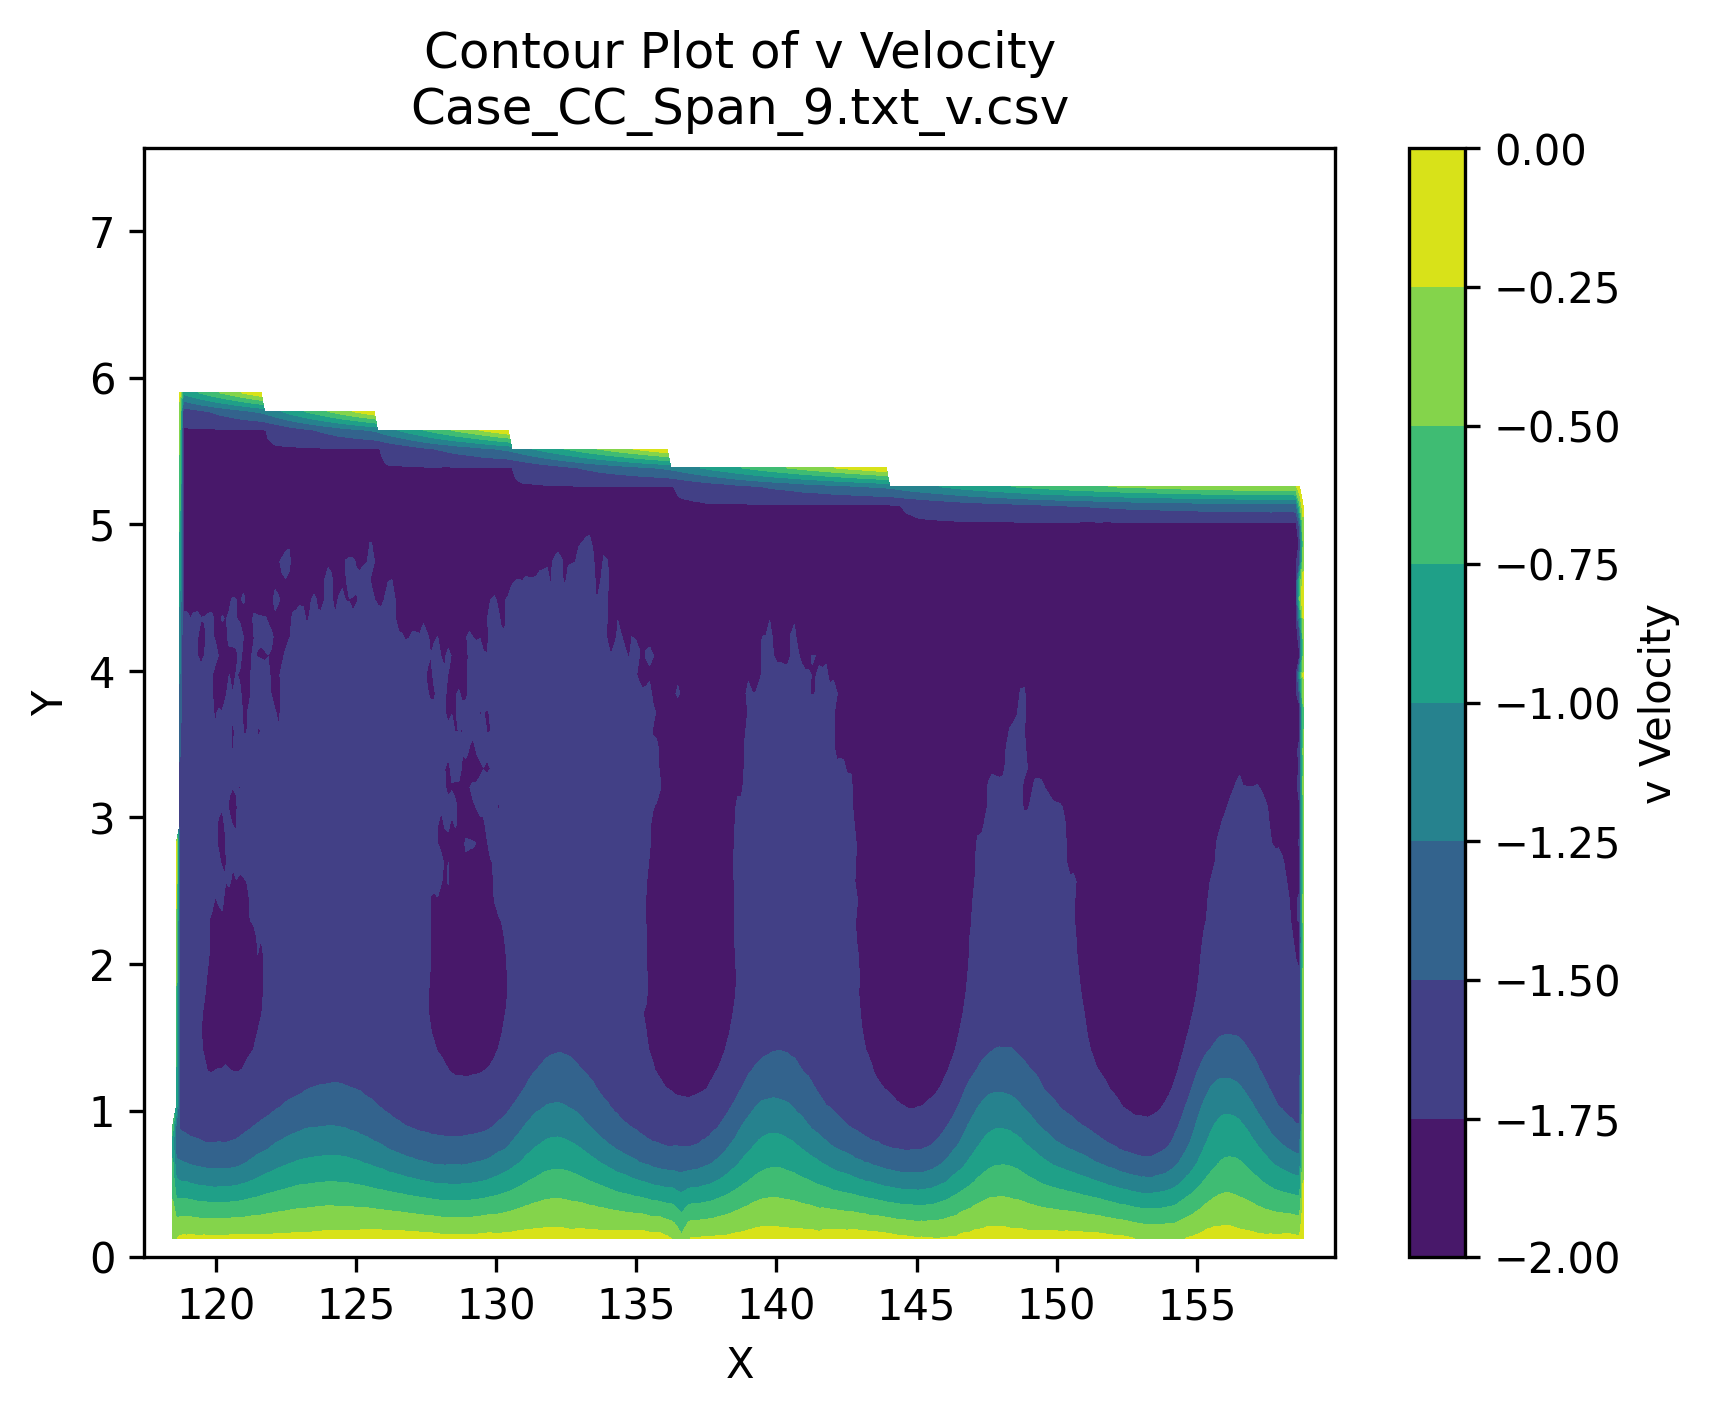 Contour Plot of v Velocity
Case_CC_Span_9.txt_v.csv
7
6
5
4
3
2
1
0
Y
120 125 130 135 140 145 150 155
X
0.00
−0.25
−0.50
−0.75
−1.00
−1.25
−1.50
−1.75
−2.00
v Velocity